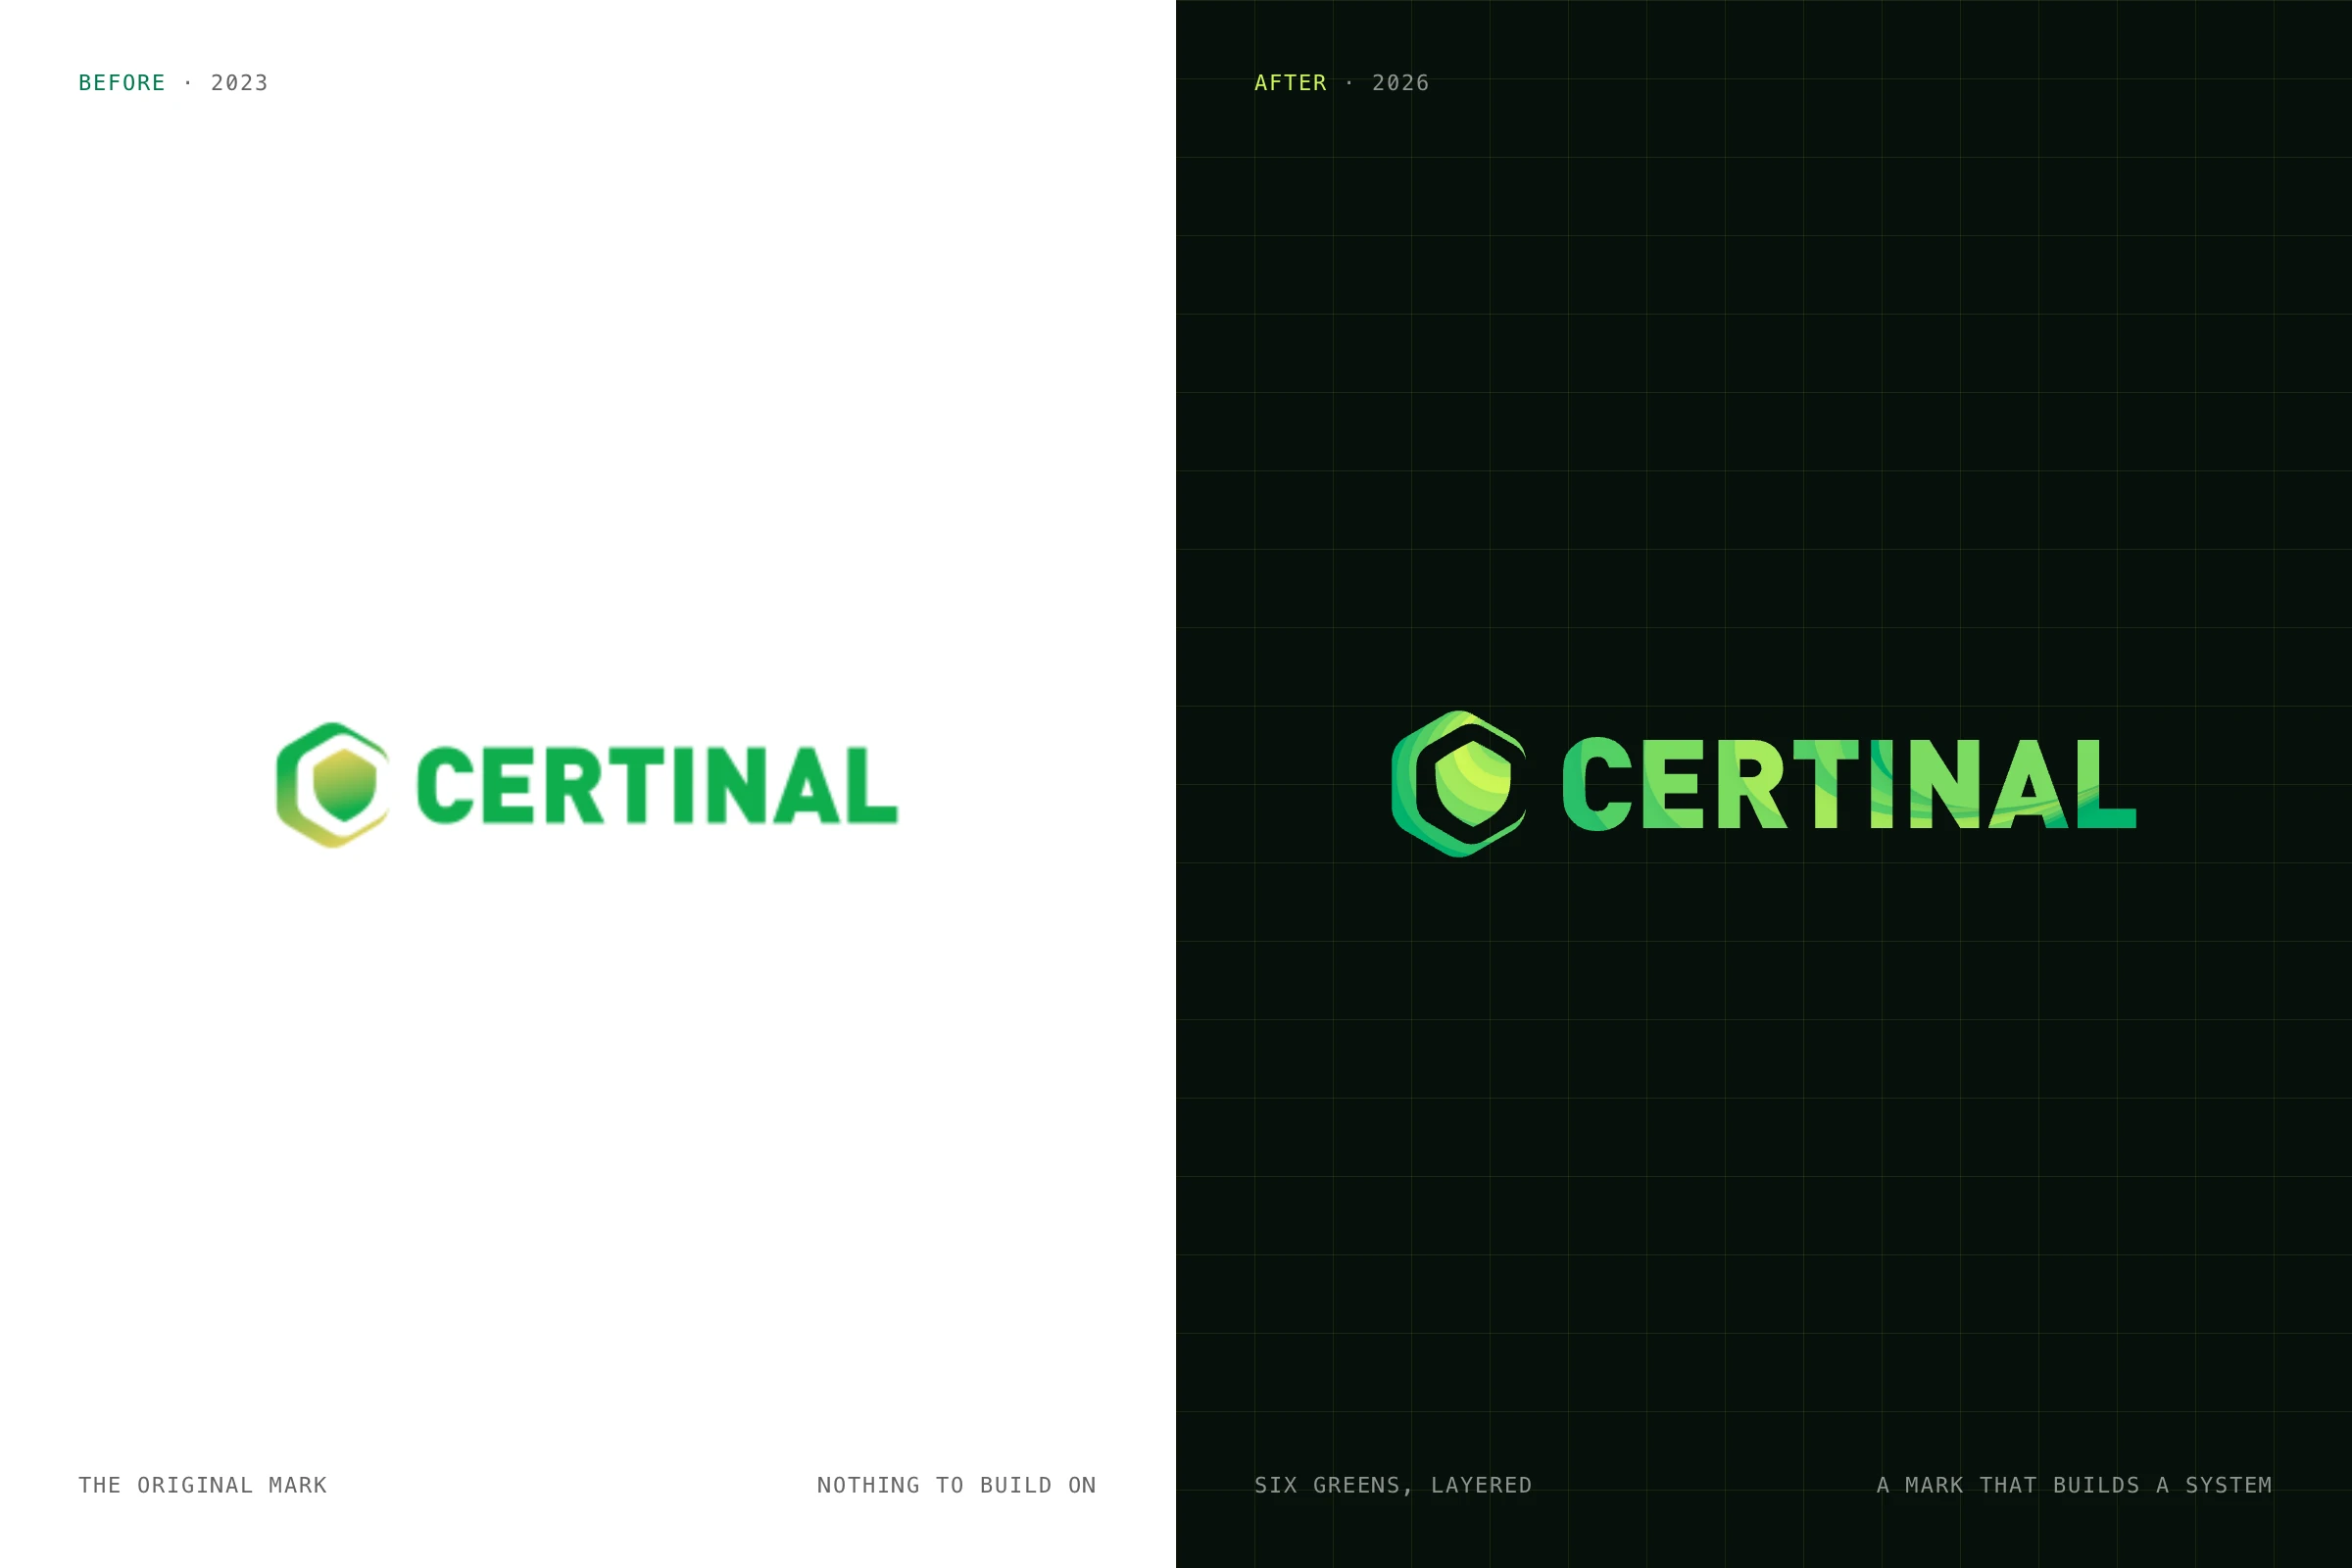 BEFORE · 2023
CERTINAL
THE ORIGINAL MARK
NOTHING TO BUILD ON
AFTER · 2026
CERTINAL
SIX GREENS, LAYERED
A MARK THAT BUILDS A SYSTEM